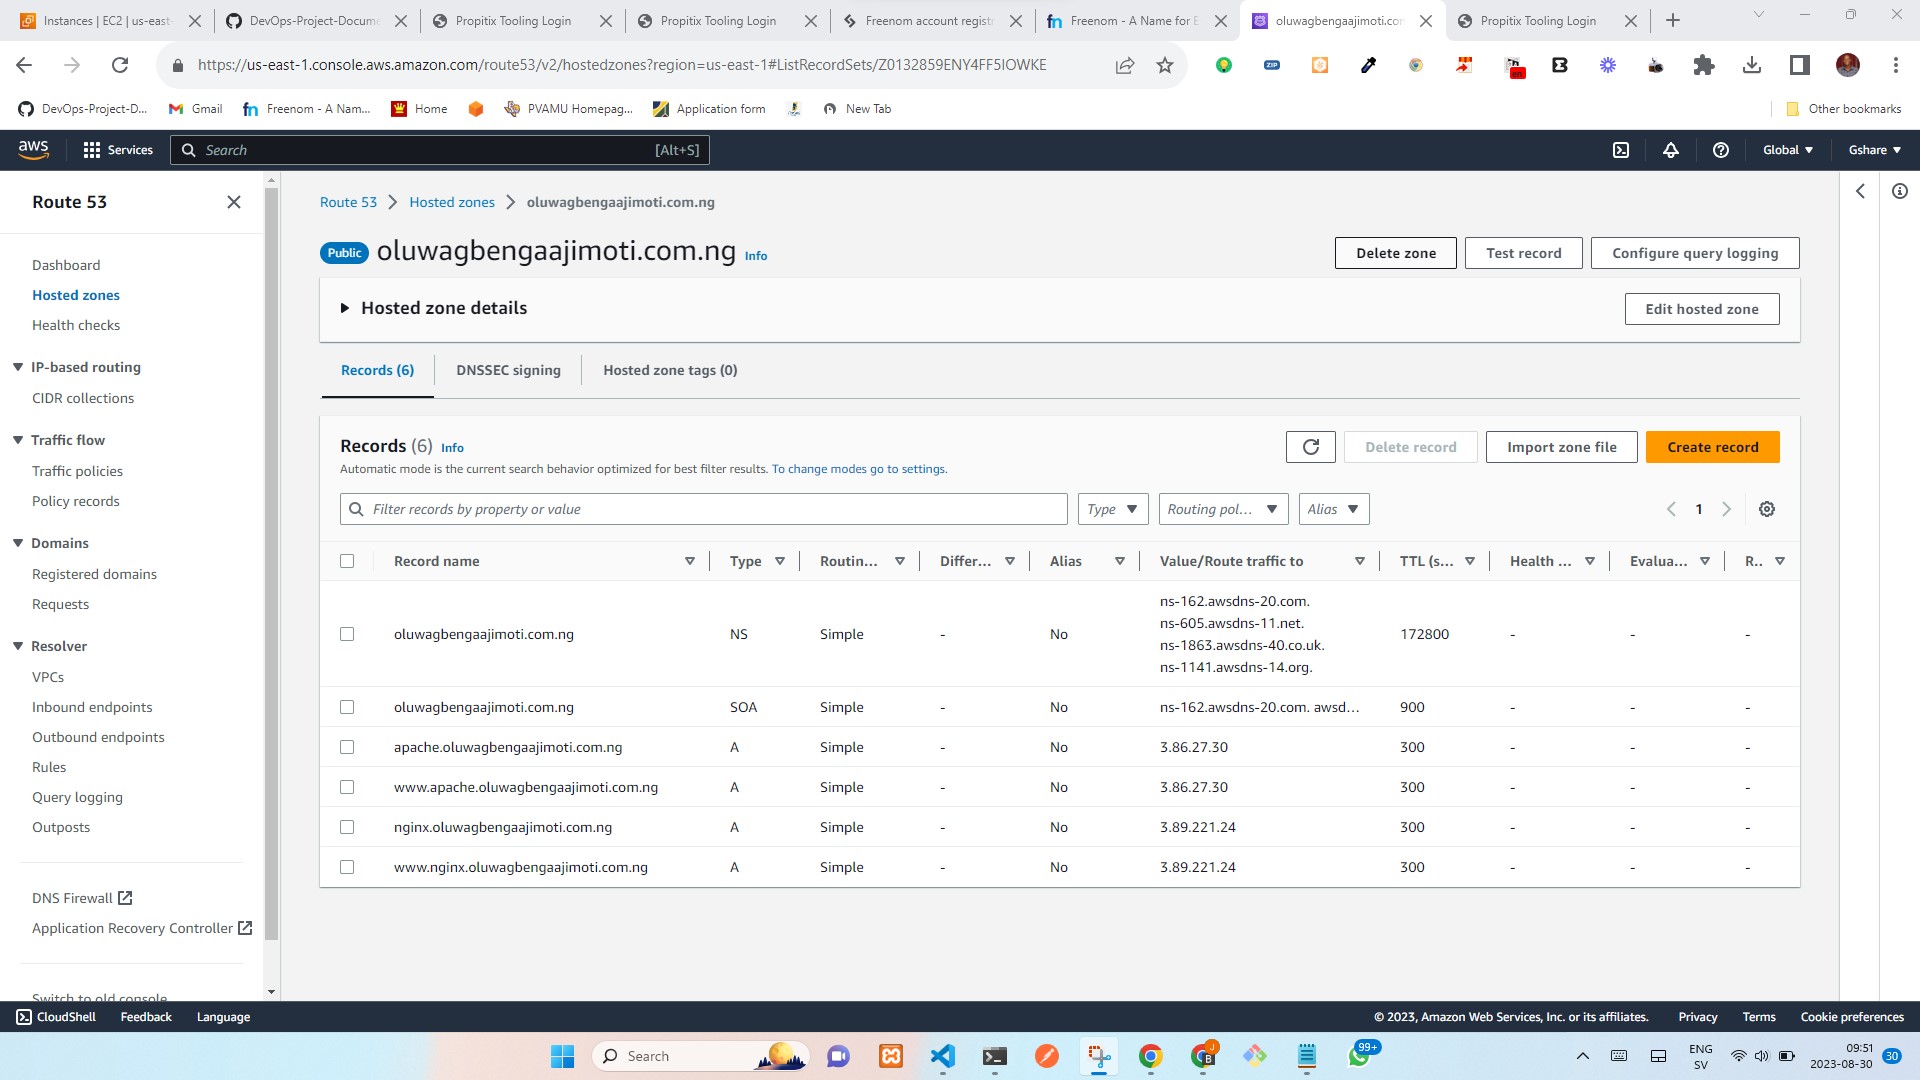 Instances | EC2 | us-east-
DevOps-Project-Docume
Propitix Tooling Login
Propitix Tooling Login
Freenom account registr
Freenom - A Name for E
oluwagbengaajimoti.com
Propitix Tooling Login
https://us-east-1.console.aws.amazon.com/route53/v2/hostedzones?region=us-east-1#ListRecordSets/Z0132859ENY4FF5IOWKE
ZIP
DevOps-Project-D...
Gmail
Freenom - A Nam...
Home
PVAMU Homepag...
Application form
New Tab
Other bookmarks
aws
Services
Search
[Alt+S]
Global
Gshare
Route 53
Dashboard
Hosted zones
Health checks
IP-based routing
CIDR collections
Traffic flow
Traffic policies
Policy records
Domains
Registered domains
Requests
Resolver
VPCs
Inbound endpoints
Outbound endpoints
Rules
Query logging
Outposts
DNS Firewall
Application Recovery Controller
Switch to old console
Route 53 > Hosted zones > oluwagbengaajimoti.com.ng
Public oluwagbengaajimoti.com.ng Info
Delete zone
Test record
Configure query logging
Hosted zone details
Edit hosted zone
Records (6)
DNSSEC signing
Hosted zone tags (0)
Records (6) Info
Automatic mode is the current search behavior optimized for best filter results. To change modes go to settings.
Delete record
Import zone file
Create record
Filter records by property or value
Type
Routing pol...
Alias
1
Record name Type Routin... Differ... Alias Value/Route traffic to TTL (s... Health ... Evalua... R..
ns-162.awsdns-20.com.
ns-605.awsdns-11.net.
oluwagbengaajimoti.com.ng NS Simple - No 172800 - - -
ns-1863.awsdns-40.co.uk.
ns-1141.awsdns-14.org.
oluwagbengaajimoti.com.ng SOA Simple - No ns-162.awsdns-20.com. awsd... 900 - - -
apache.oluwagbengaajimoti.com.ng A Simple - No 3.86.27.30 300 - - -
www.apache.oluwagbengaajimoti.com.ng A Simple - No 3.86.27.30 300 - - -
nginx.oluwagbengaajimoti.com.ng A Simple - No 3.89.221.24 300 - - -
www.nginx.oluwagbengaajimoti.com.ng A Simple - No 3.89.221.24 300 - - -
CloudShell
Feedback
Language
© 2023, Amazon Web Services, Inc. or its affiliates.
Privacy
Terms
Cookie preferences
Search
99+
ENG
SV
09:51
2023-08-30
30